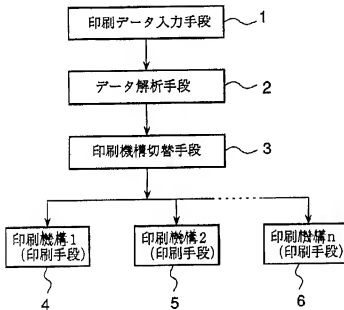 印刷データ入力手段
1
データ解析手段
2
印刷機構切替手段
3
印刷機構1
(印刷手段)
印刷機構2
(印刷手段)
印刷機構n
(印刷手段)
4
5
6